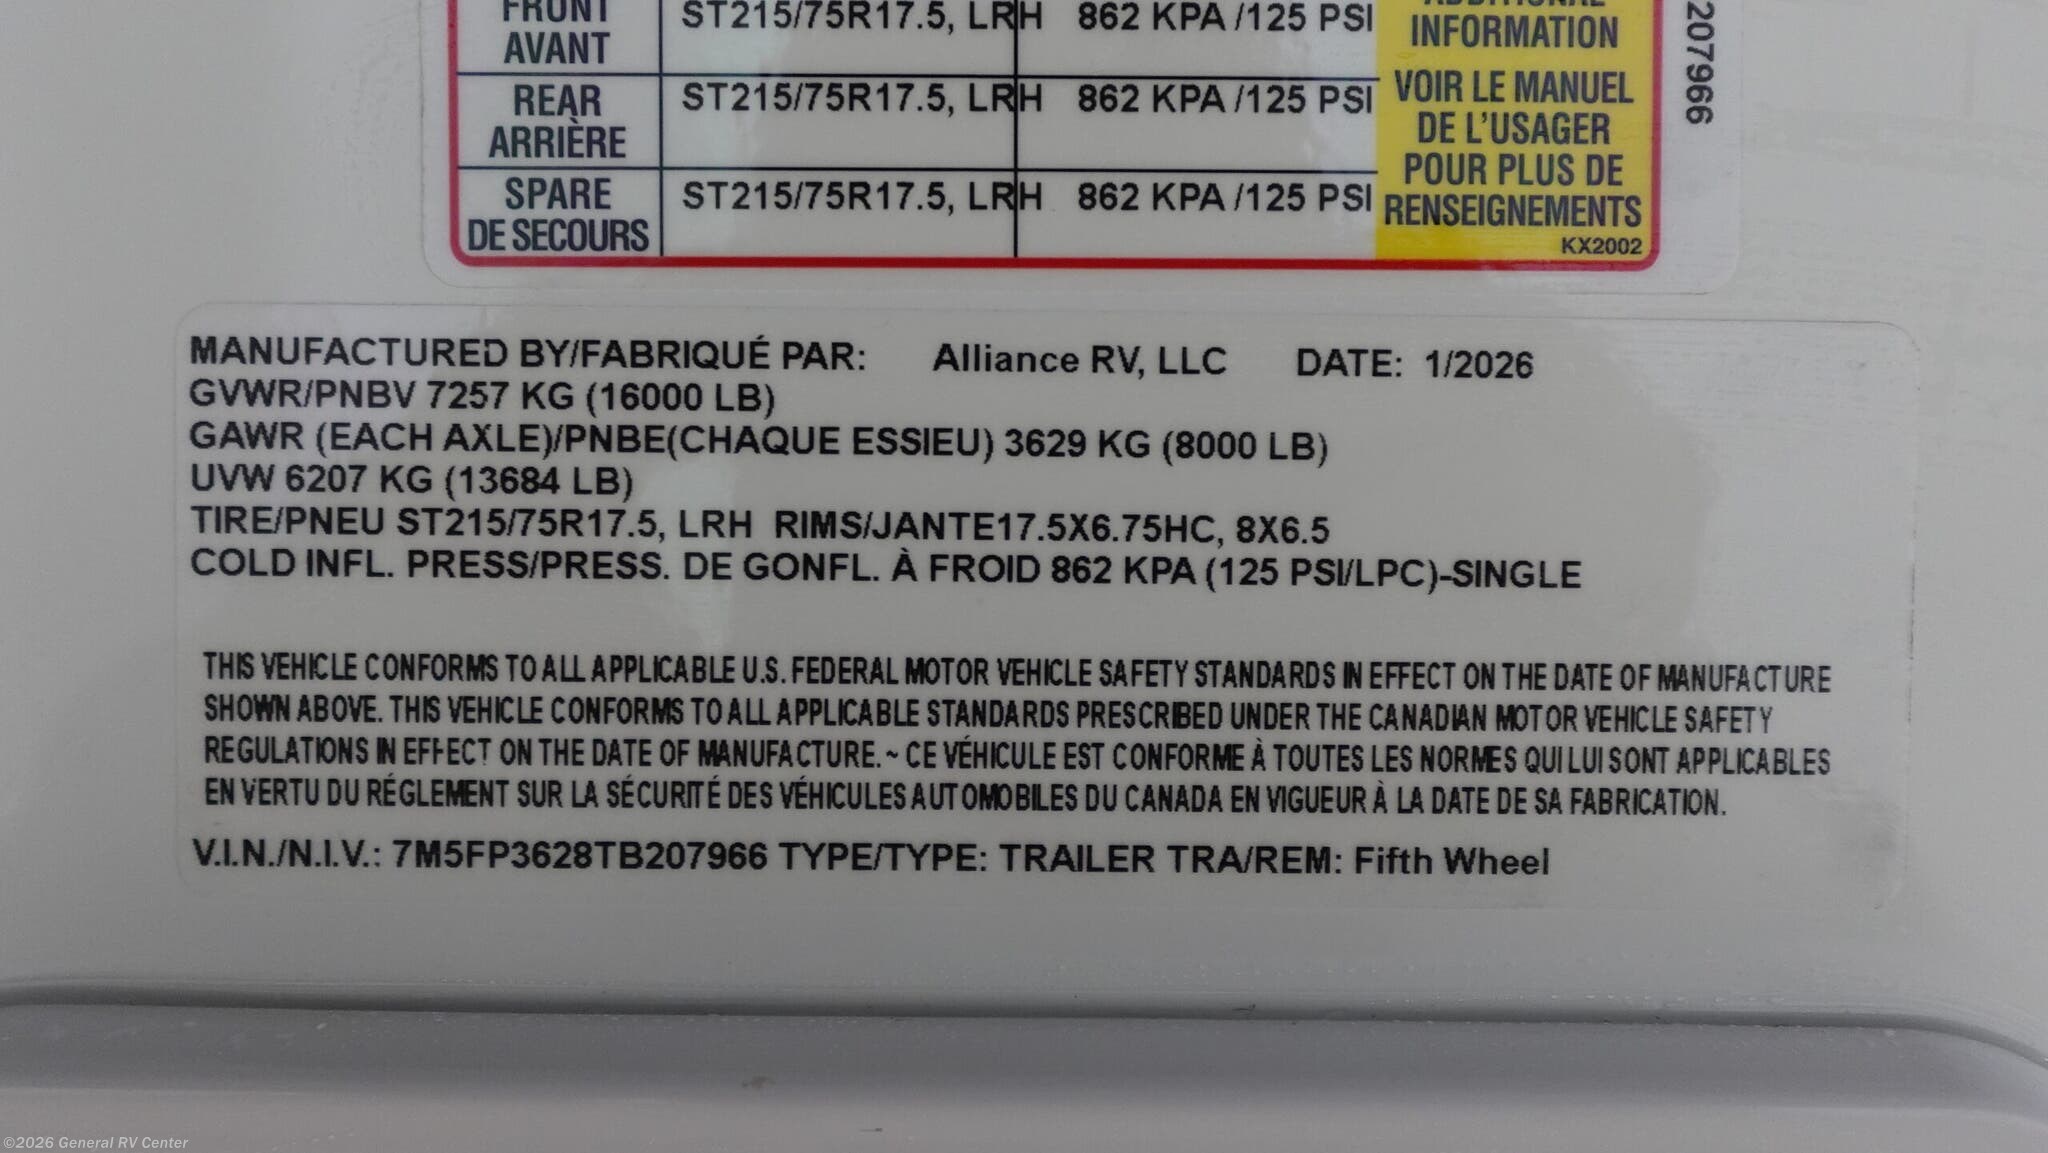 FRONT ST215/75R17.5, LRH 862 KPA /125 PSI
AVANT
REAR ST215/75R17.5, LRH 862 KPA /125 PSI
ARRIÈRE
SPARE ST215/75R17.5, LRH 862 KPA /125 PSI
DE SECOURS
ADDITIONAL
INFORMATION
VOIR LE MANUEL
DE L'USAGER
POUR PLUS DE
RENSEIGNEMENTS
KX2002
207966
MANUFACTURED BY/FABRIQUÉ PAR: Alliance RV, LLC DATE: 1/2026
GVWR/PNBV 7257 KG (16000 LB)
GAWR (EACH AXLE)/PNBE(CHAQUE ESSIEU) 3629 KG (8000 LB)
UVW 6207 KG (13684 LB)
TIRE/PNEU ST215/75R17.5, LRH RIMS/JANTE17.5X6.75HC, 8X6.5
COLD INFL. PRESS/PRESS. DE GONFL. À FROID 862 KPA (125 PSI/LPC)-SINGLE
THIS VEHICLE CONFORMS TO ALL APPLICABLE U.S. FEDERAL MOTOR VEHICLE SAFETY STANDARDS IN EFFECT ON THE DATE OF MANUFACTURE
SHOWN ABOVE. THIS VEHICLE CONFORMS TO ALL APPLICABLE STANDARDS PRESCRIBED UNDER THE CANADIAN MOTOR VEHICLE SAFETY
REGULATIONS IN EFFECT ON THE DATE OF MANUFACTURE. ~ CE VÉHICULE EST CONFORME À TOUTES LES NORMES QUI LUI SONT APPLICABLES
EN VERTU DU RÉGLEMENT SUR LA SÉCURITÉ DES VÉHICULES AUTOMOBILES DU CANADA EN VIGUEUR À LA DATE DE SA FABRICATION.
V.I.N./N.I.V.: 7M5FP3628TB207966 TYPE/TYPE: TRAILER TRA/REM: Fifth Wheel
©2026 General RV Center